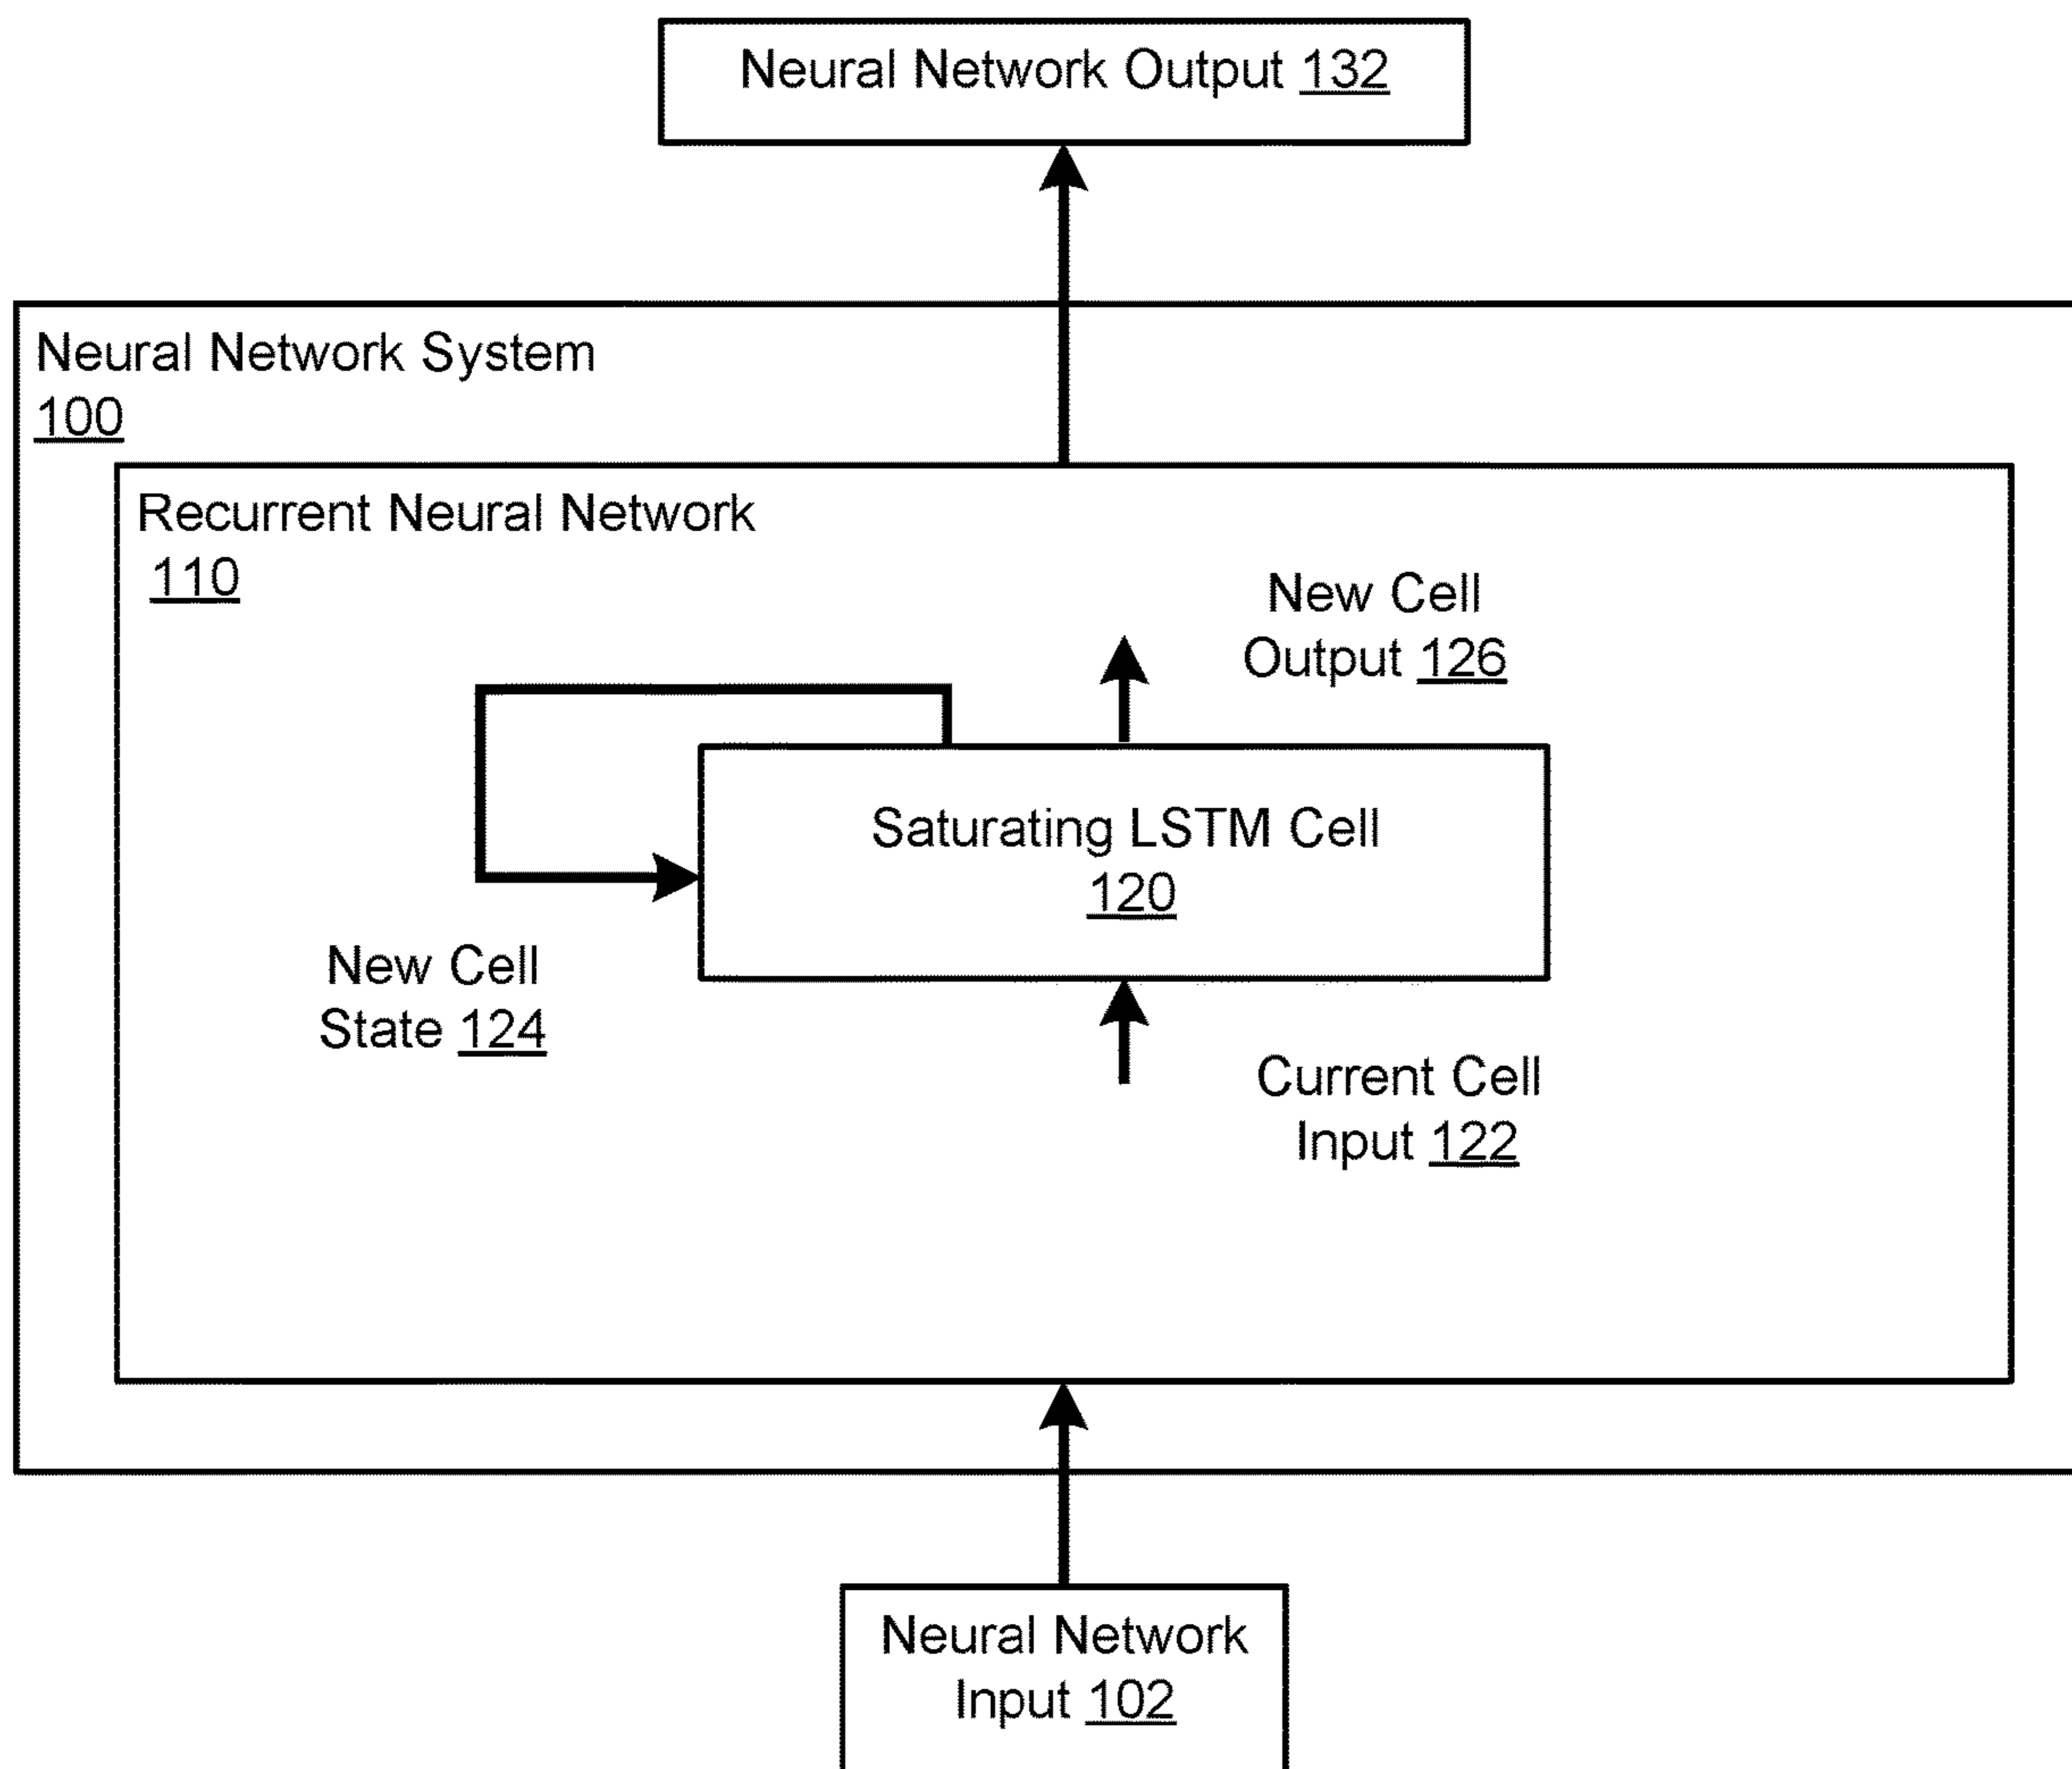 Neural Network Output 132
Neural Network System
100
Recurrent Neural Network
110
New Cell
Output 126
Saturating LSTM Cell
120
New Cell
State 124
Current Cell
Input 122
Neural Network
Input 102